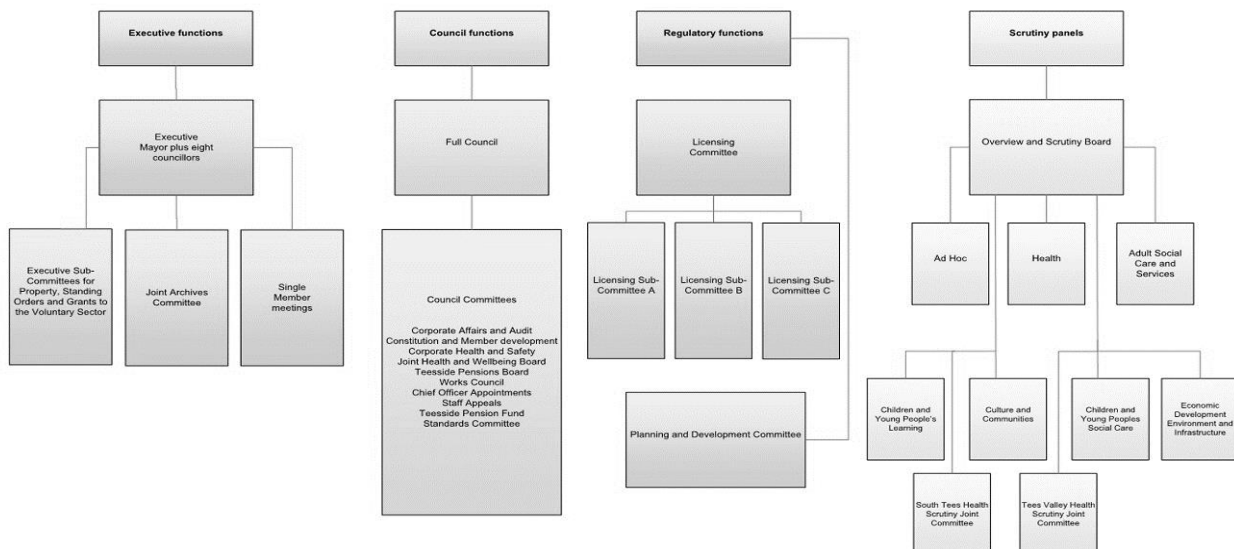 Executive functions
Executive
Mayor plus eight
councillors
Executive Sub-
Committees for
Property, Standing
Orders and Grants to
the Voluntary Sector
Joint Archives
Committee
Single
Member
meetings
Council functions
Full Council
Council Committees
Corporate Affairs and Audit
Constitution and Member development
Corporate Health and Safety
Joint Health and Wellbeing Board
Teesside Pensions Board
Works Council
Chief Officer Appointments
Staff Appeals
Teesside Pension Fund
Standards Committee
Regulatory functions
Licensing
Committee
Licensing Sub-
Committee A
Licensing Sub-
Committee B
Licensing Sub-
Committee C
Planning and Development Committee
Scrutiny panels
Overview and Scrutiny Board
Ad Hoc
Health
Adult Social
Care and
Services
Children and
Young People's
Learning
Culture and
Communities
Children and
Young Peoples
Social Care
Economic
Development
Environment and
Infrastructure
South Tees Health
Scrutiny Joint
Committee
Tees Valley Health
Scrutiny Joint
Committee